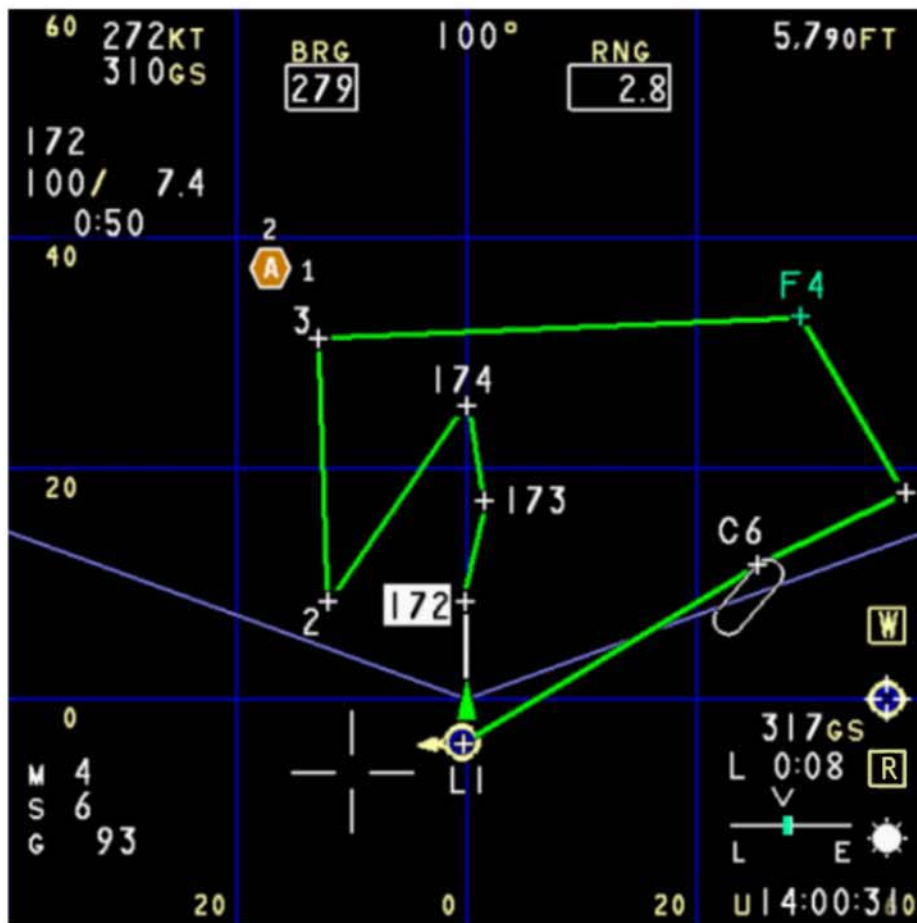 60 272KT 100° 5,790FT
310GS BRG RNG
279 2.8
172
100/ 7.4
0:50
2
40 A 1
3 F4
174
20 173
C6
2 172
W
0
317GS
L 0:08 R
L1
M 4
S 6
G 93
L E
20 0 20 U 14:00:31